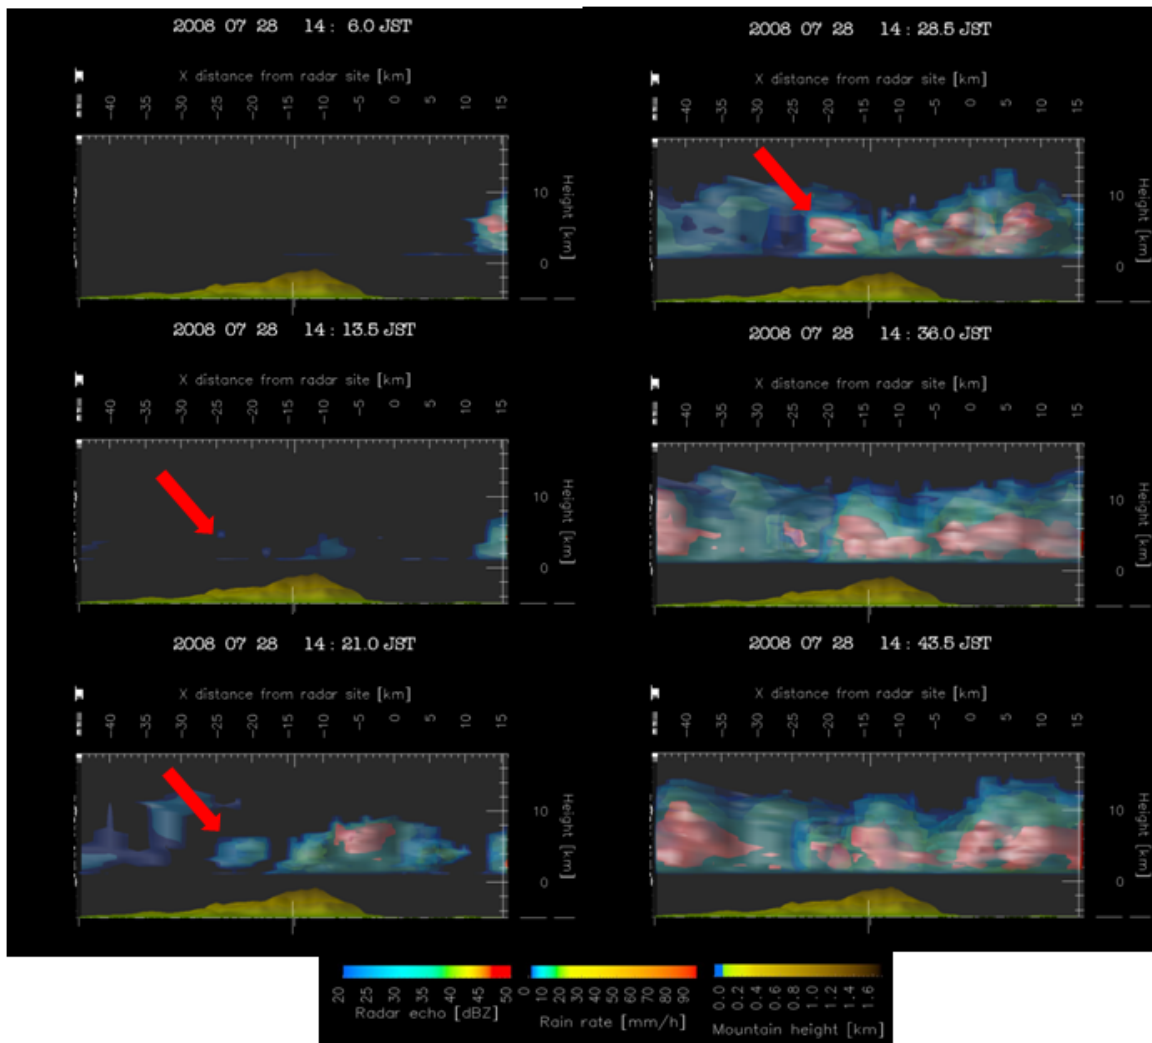 2008 07 28 14 : 6.0 JST
X distance from radar site [km]
-40 -35 -30 -25 -20 -15 -10 -5 0 5 10 15
10
0
Height [km]
2008 07 28 14 : 13.5 JST
X distance from radar site [km]
-40 -35 -30 -25 -20 -15 -10 -5 0 5 10 15
10
0
Height [km]
2008 07 28 14 : 21.0 JST
X distance from radar site [km]
-40 -35 -30 -25 -20 -15 -10 -5 0 5 10 15
10
0
Height [km]
2008 07 28 14 : 28.5 JST
X distance from radar site [km]
-40 -35 -30 -25 -20 -15 -10 -5 0 5 10 15
10
0
Height [km]
2008 07 28 14 : 36.0 JST
X distance from radar site [km]
-40 -35 -30 -25 -20 -15 -10 -5 0 5 10 15
10
0
Height [km]
2008 07 28 14 : 43.5 JST
X distance from radar site [km]
-40 -35 -30 -25 -20 -15 -10 -5 0 5 10 15
10
0
Height [km]
20 25 30 35 40 45 50
Radar echo [dBZ]
0 10 20 30 40 50 60 70 80 90
Rain rate [mm/h]
0.0 0.2 0.4 0.6 0.8 1.0 1.2 1.4 1.6
Mountain height [km]